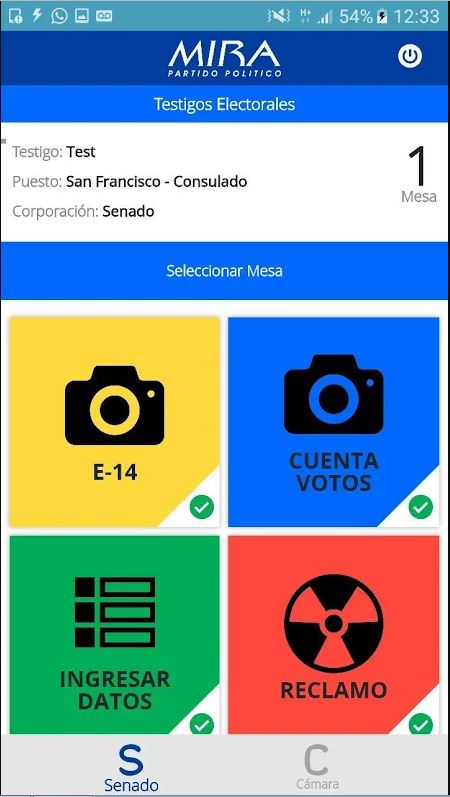 54% 12:33
MIRA
PARTIDO POLITICO
Testigos Electorales
Testigo: Test
Puesto: San Francisco - Consulado
Corporación: Senado
1
Mesa
Seleccionar Mesa
E-14
CUENTA
VOTOS
INGRESAR
DATOS
RECLAMO
S
Senado
C
Cámara